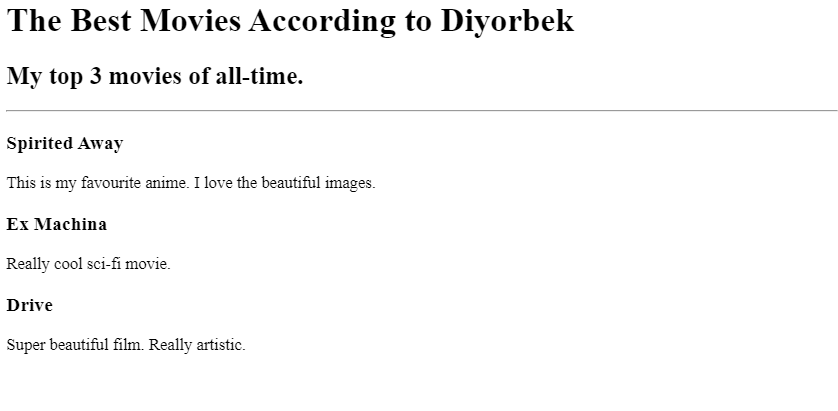 The Best Movies According to Diyorbek
My top 3 movies of all-time.
Spirited Away
This is my favourite anime. I love the beautiful images.
Ex Machina
Really cool sci-fi movie.
Drive
Super beautiful film. Really artistic.